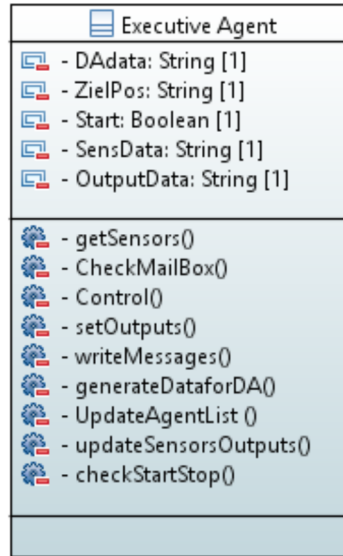 Executive Agent
- DAdata: String [1]
- ZielPos: String [1]
- Start: Boolean [1]
- SensData: String [1]
- OutputData: String [1]
- getSensors()
- CheckMailBox()
- Control()
- setOutputs()
- writeMessages()
- generateDataforDA()
- UpdateAgentList ()
- updateSensorsOutputs()
- checkStartStop()